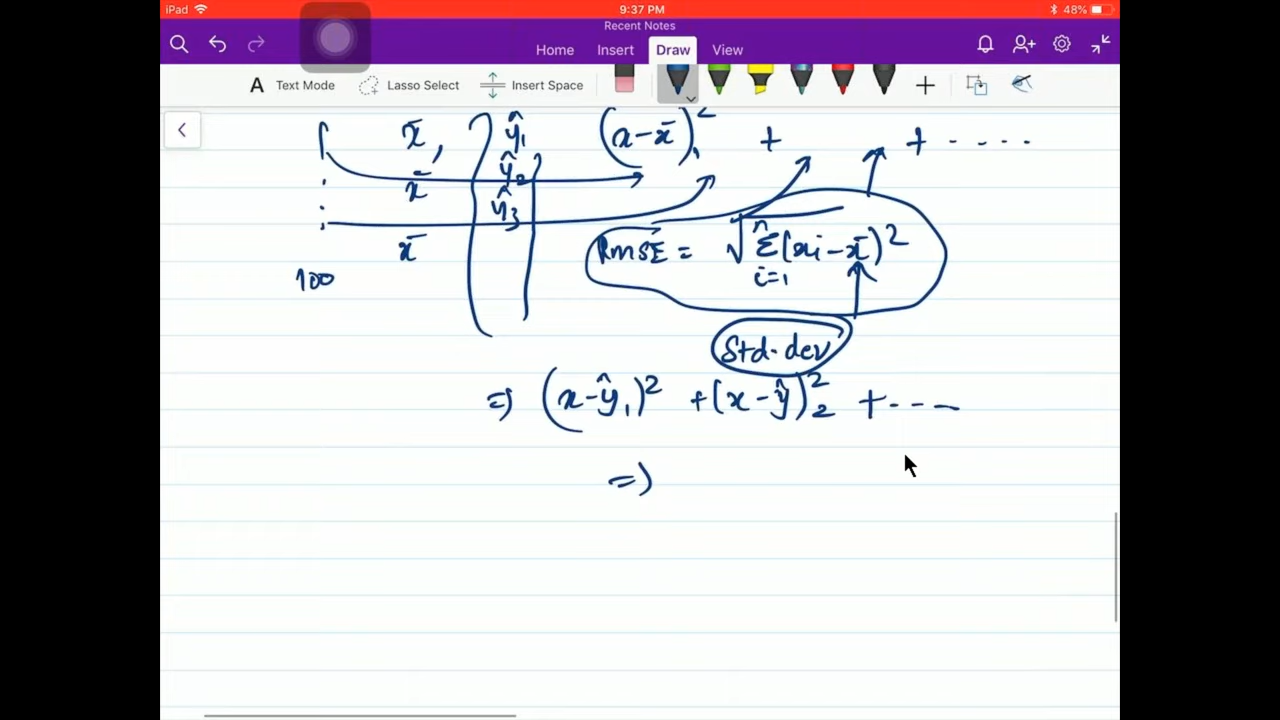 iPad 9:37 PM 48%
Recent Notes
Home Insert Draw View
A Text Mode Lasso Select Insert Space
x̄, ŷ₁ (x-x̄)²₁ + + ....
x̄ ŷ₂
ŷ₃
x̄ RMSE = √Σ(xi-x̄)²
n
i=1
100
Std-dev
=> (x-ŷ₁)² +(x-ŷ)²₂ +---
=>